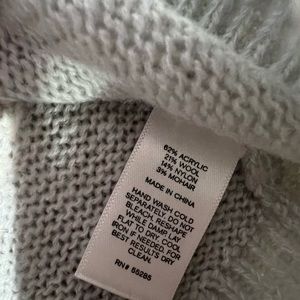 62% ACRYLIC
21% WOOL
14% NYLON
3% MOHAIR
MADE IN CHINA
HAND WASH COLD
SEPARATELY. DO NOT
BLEACH. RESHAPE
WHILE DAMP LAY
FLAT TO DRY. COOL
IRON IF NEEDED. FOR
BEST RESULTS DRY
CLEAN.
RN# 66285